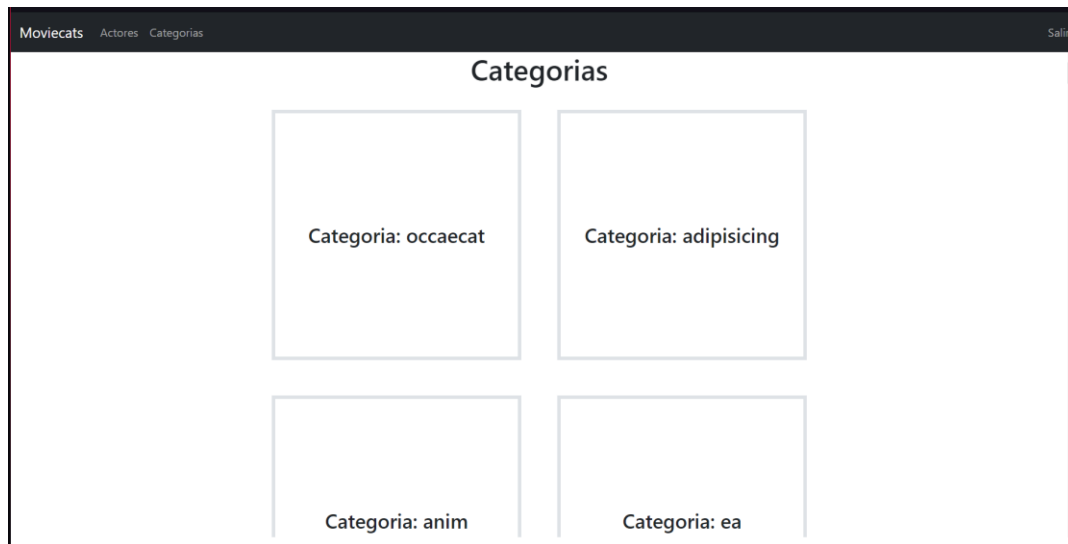 Moviecats Actores Categorias Salir
Categorias
Categoria: occaecat
Categoria: adipisicing
Categoria: anim
Categoria: ea